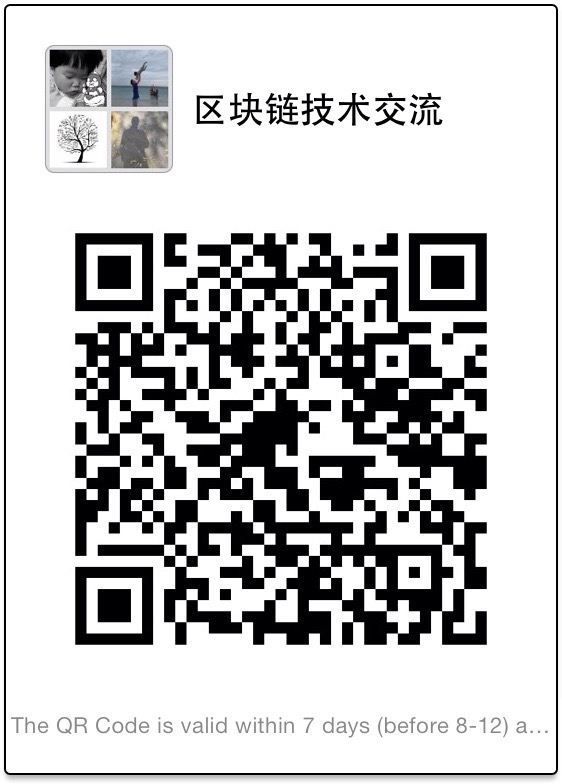 区块链技术交流
The QR Code is valid within 7 days (before 8-12) a...